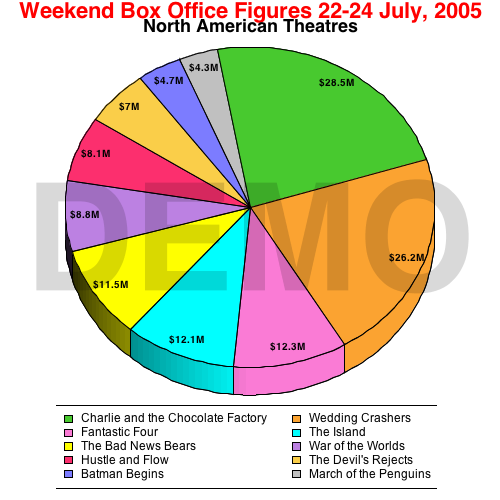 Weekend Box Office Figures 22-24 July, 2005
North American Theatres
$4.3M
$28.5M
$4.7M
$7M
$8.1M
$8.8M
$26.2M
$11.5M
$12.1M
$12.3M
DEMO
Charlie and the Chocolate Factory
Wedding Crashers
Fantastic Four
The Island
The Bad News Bears
War of the Worlds
Hustle and Flow
The Devil's Rejects
Batman Begins
March of the Penguins